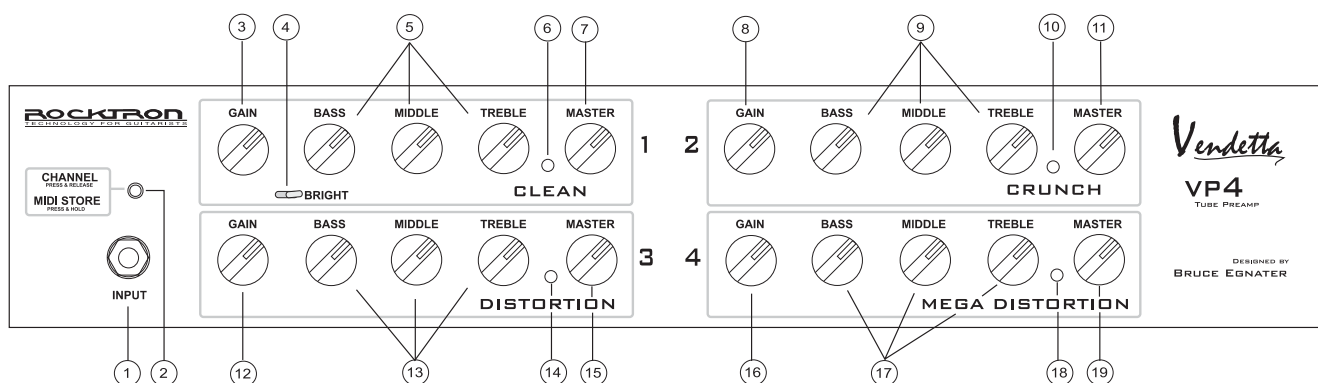 3 4 5 6 7 8 9 10 11
ROCKTRON
TECHNOLOGY FOR GUITARISTS
CHANNEL
PRESS & RELEASE
MIDI STORE
PRESS & HOLD
INPUT
GAIN BASS MIDDLE TREBLE MASTER
BRIGHT
CLEAN
1
2
GAIN BASS MIDDLE TREBLE MASTER
CRUNCH
GAIN BASS MIDDLE TREBLE MASTER
DISTORTION
3
4
GAIN BASS MIDDLE TREBLE MASTER
MEGA DISTORTION
Vendetta
VP4
TUBE PREAMP
DESIGNED BY
BRUCE EGNATER
1 2 12 13 14 15 16 17 18 19